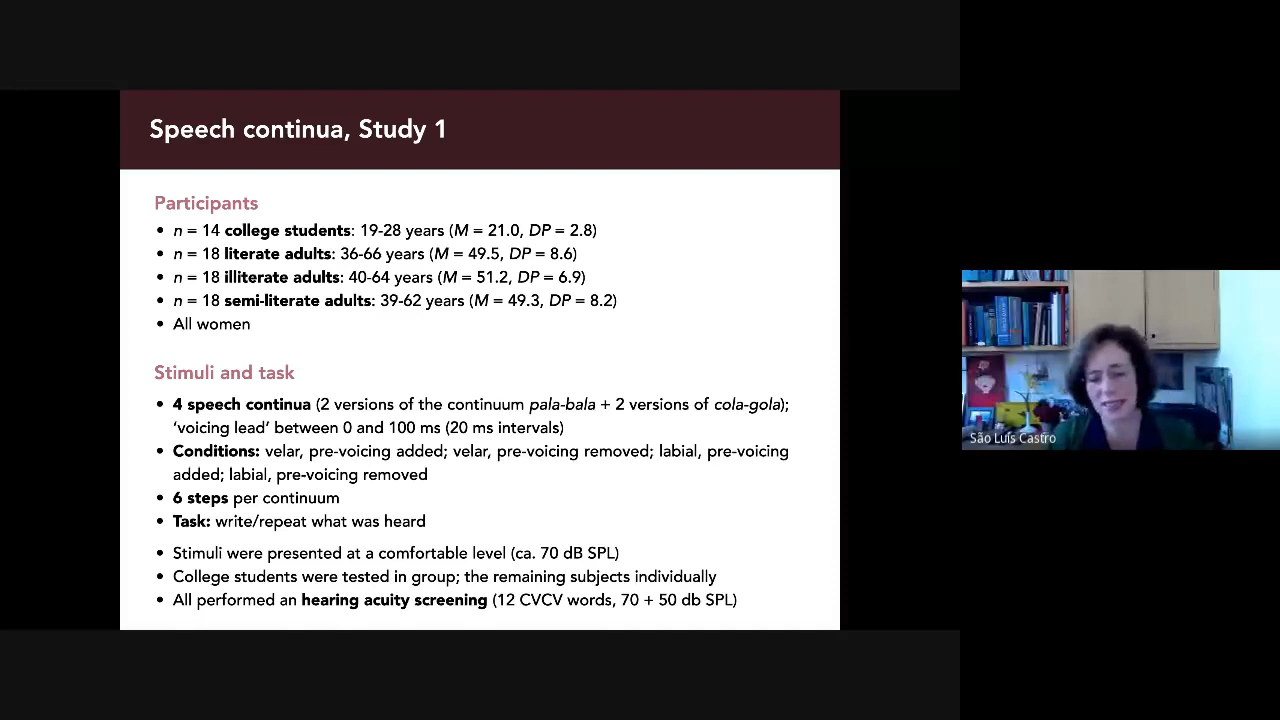 Speech continua, Study 1
Participants
• n = 14 college students: 19-28 years (M = 21.0, DP = 2.8)
• n = 18 literate adults: 36-66 years (M = 49.5, DP = 8.6)
• n = 18 illiterate adults: 40-64 years (M = 51.2, DP = 6.9)
• n = 18 semi-literate adults: 39-62 years (M = 49.3, DP = 8.2)
• All women
Stimuli and task
• 4 speech continua (2 versions of the continuum pala-bala + 2 versions of cola-gola);
‘voicing lead’ between 0 and 100 ms (20 ms intervals)
• Conditions: velar, pre-voicing added; velar, pre-voicing removed; labial, pre-voicing
added; labial, pre-voicing removed
• 6 steps per continuum
• Task: write/repeat what was heard
• Stimuli were presented at a comfortable level (ca. 70 dB SPL)
• College students were tested in group; the remaining subjects individually
• All performed an hearing acuity screening (12 CVCV words, 70 + 50 db SPL)
São Luís Castro